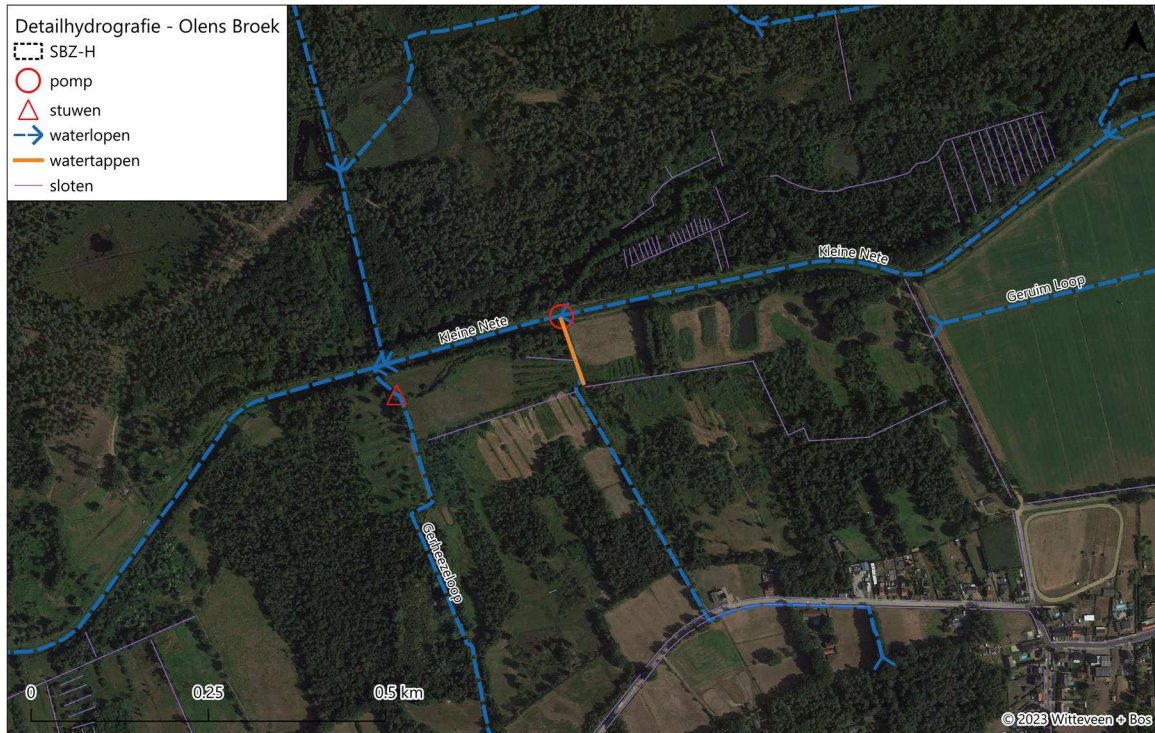 Detailhydrografie - Olens Broek
SBZ-H
pomp
stuwen
waterlopen
watertappen
sloten
Kleine Nete
Geruim Loop
Kleine Nete
Gerheezeloop
0 0.25 0.5 km
© 2023 Witteveen + Bos